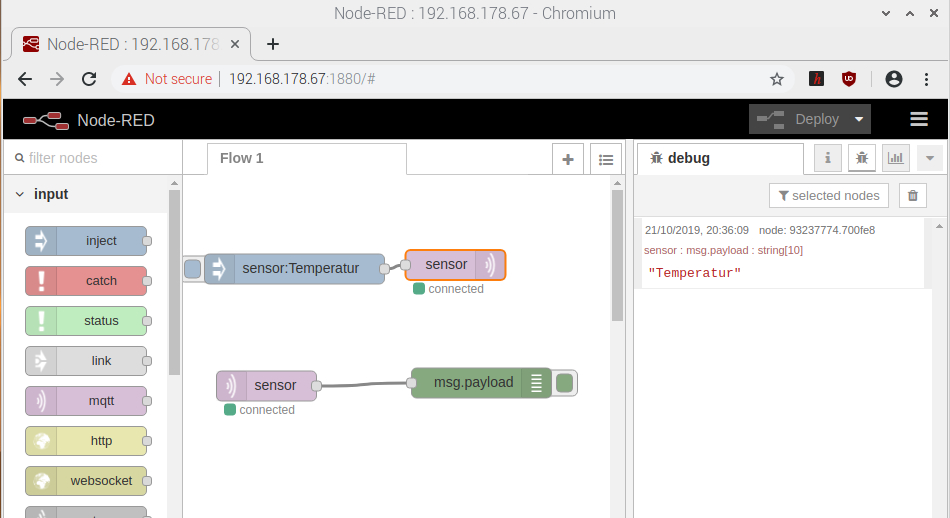 Node-RED : 192.168.178.67 - Chromium
Node-RED : 192.168.178
Not secure 192.168.178.67:1880/#
Node-RED Deploy
filter nodes Flow 1 debug
selected nodes
input
inject
catch
status
link
mqtt
http
websocket
sensor:Temperatur sensor
connected
sensor msg.payload
connected
21/10/2019, 20:36:09 node: 93237774.700fe8
sensor : msg.payload : string[10]
"Temperatur"